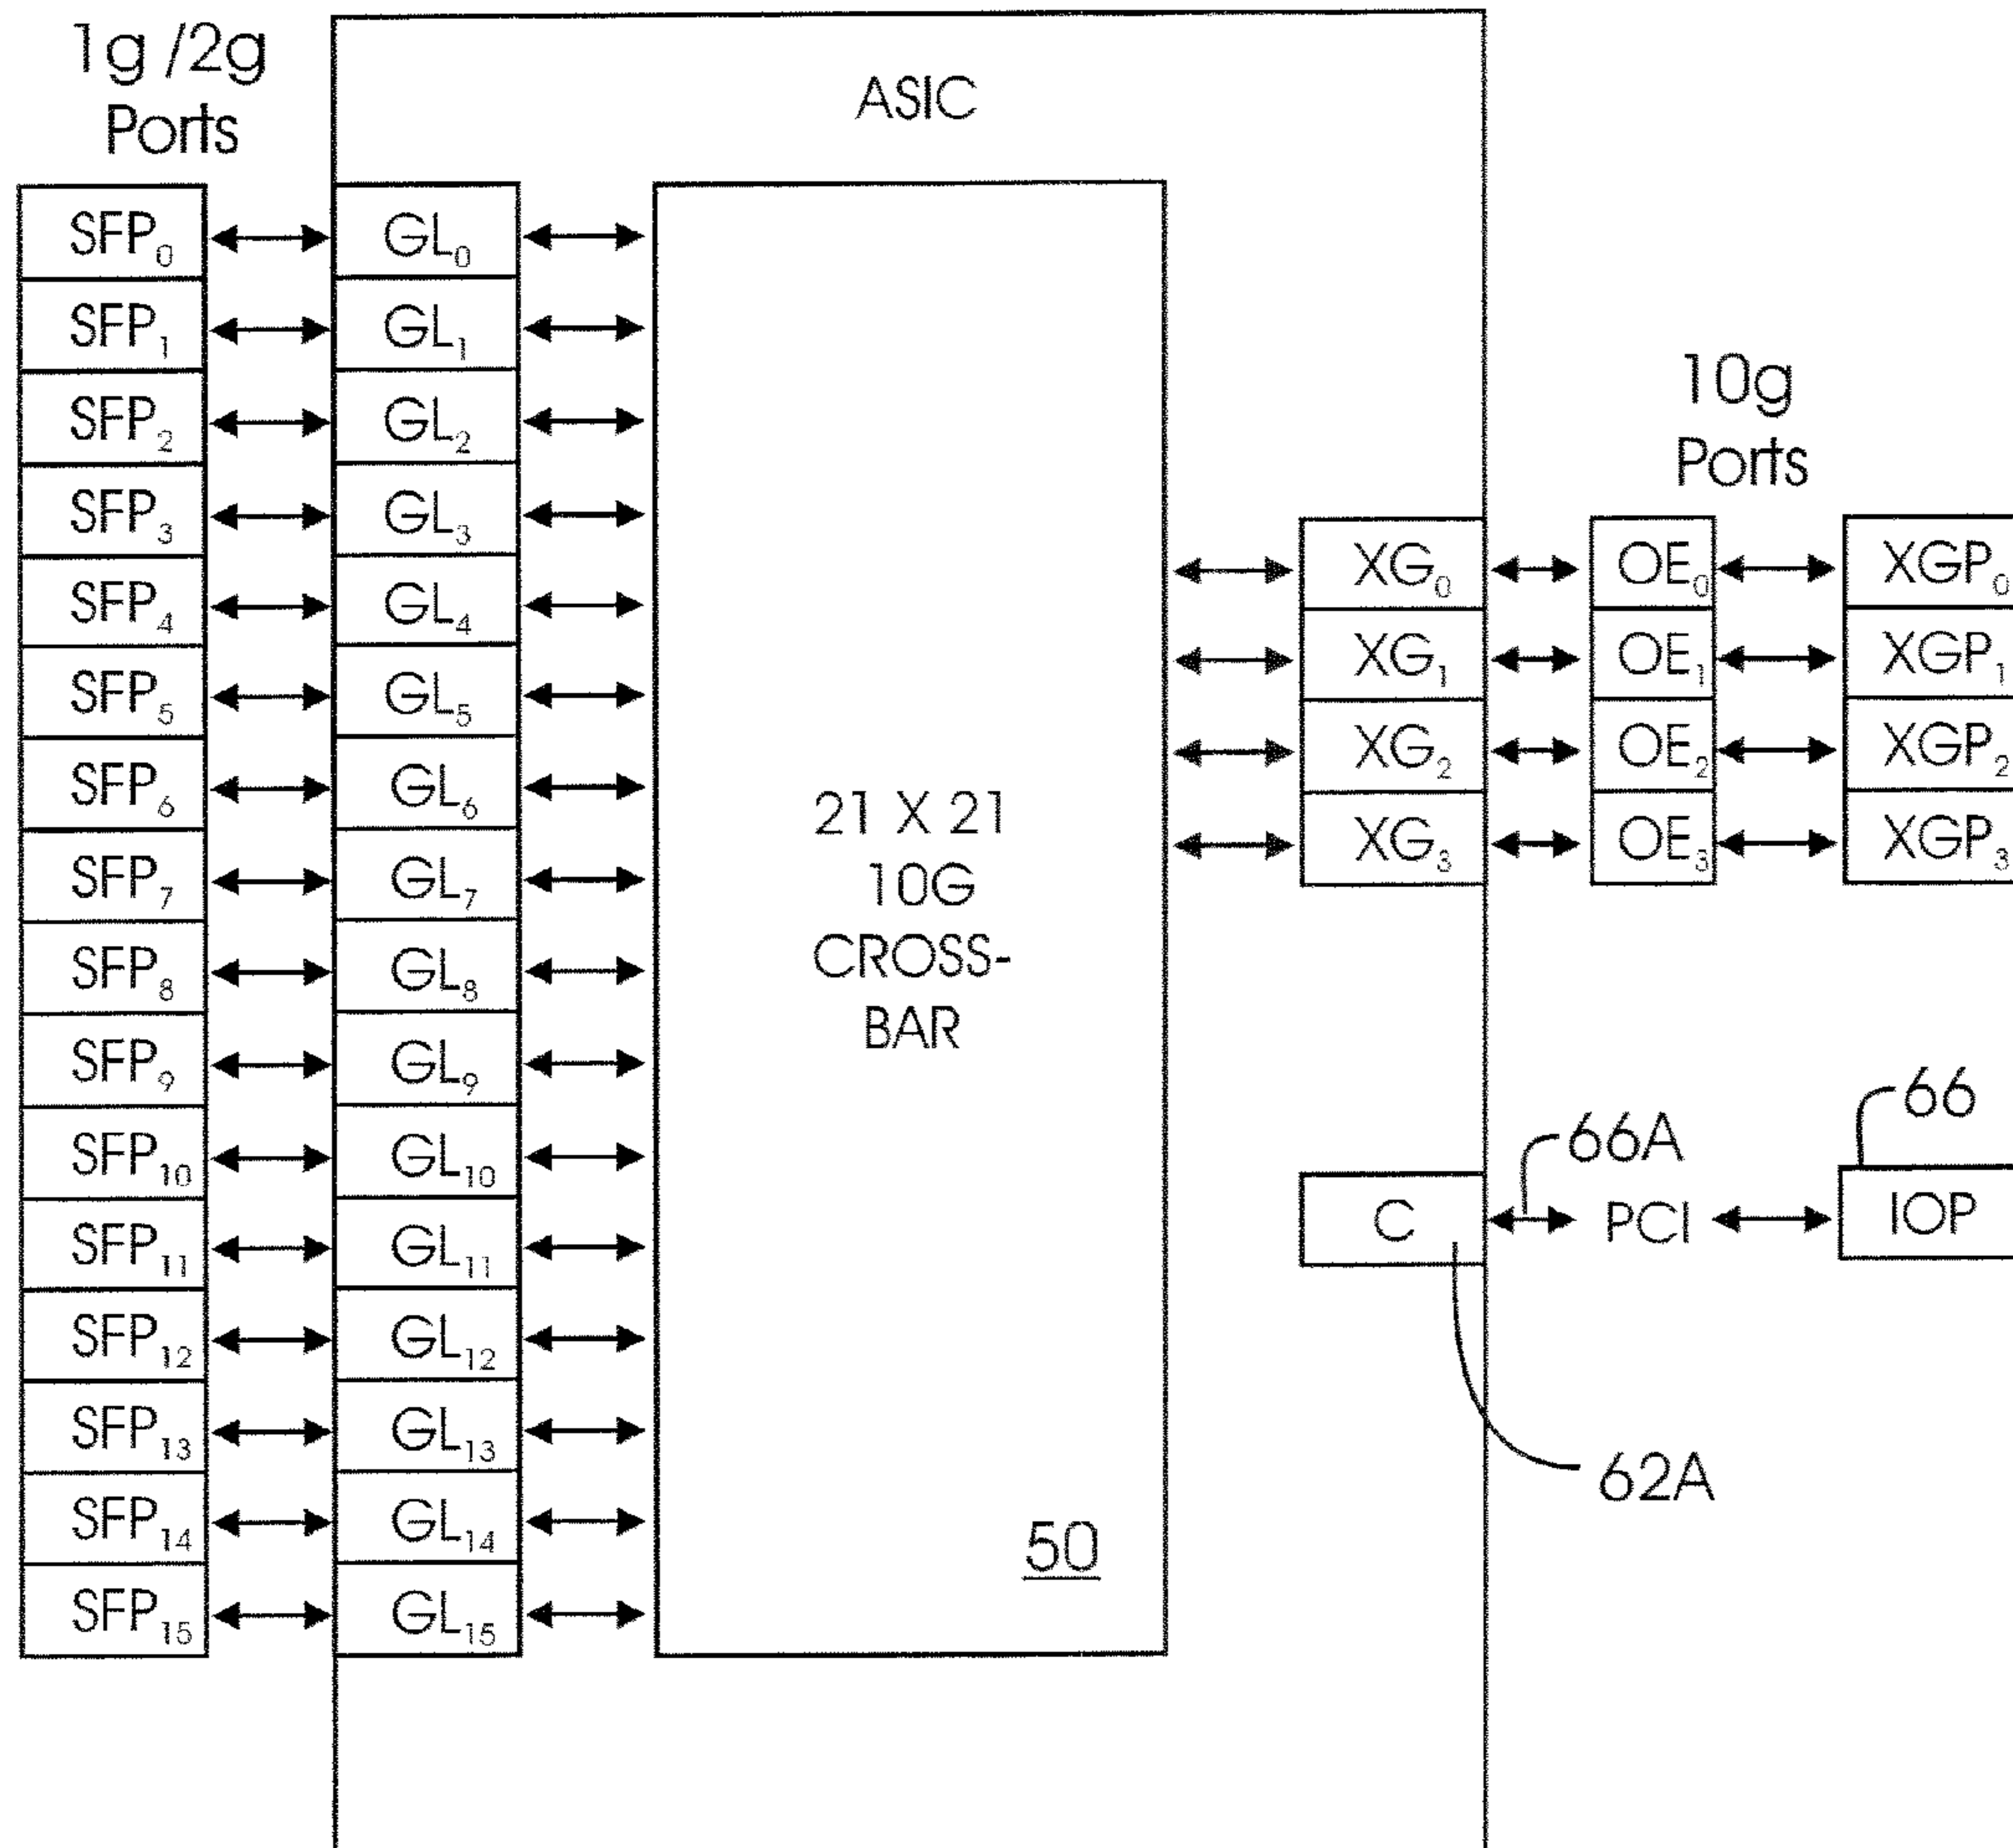 1g /2g
Ports
ASIC
10g
Ports
SFP0 GL0
SFP1 GL1
SFP2 GL2
SFP3 GL3
SFP4 GL4
SFP5 GL5
SFP6 GL6
SFP7 GL7
SFP8 GL8
SFP9 GL9
SFP10 GL10
SFP11 GL11
SFP12 GL12
SFP13 GL13
SFP14 GL14
SFP15 GL15
21 X 21
10G
CROSS-
BAR
50
XG0 OE0 XGP0
XG1 OE1 XGP1
XG2 OE2 XGP2
XG3 OE3 XGP3
66A
66
C PCI IOP
62A